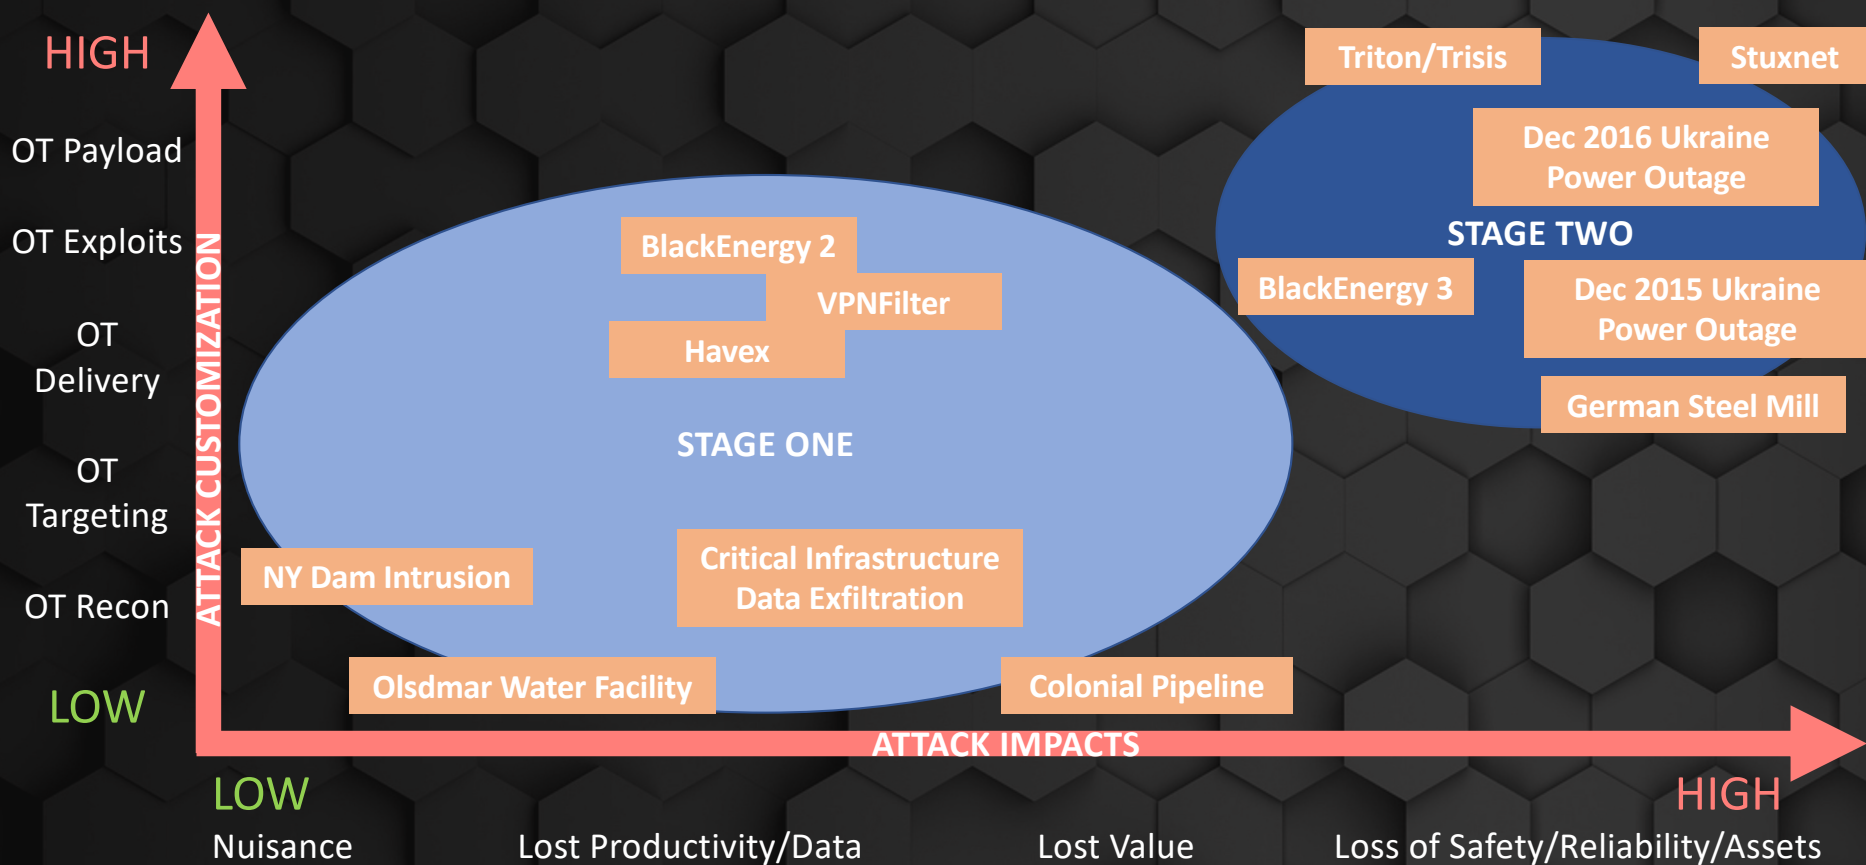 HIGH
OT Payload
OT Exploits
OT
Delivery
OT
Targeting
OT Recon
LOW
ATTACK CUSTOMIZATION
Triton/Trisis
Stuxnet
Dec 2016 Ukraine
Power Outage
STAGE TWO
BlackEnergy 3
Dec 2015 Ukraine
Power Outage
German Steel Mill
BlackEnergy 2
VPNFilter
Havex
STAGE ONE
NY Dam Intrusion
Critical Infrastructure
Data Exfiltration
Olsdmar Water Facility
Colonial Pipeline
ATTACK IMPACTS
LOW
HIGH
Nuisance
Lost Productivity/Data
Lost Value
Loss of Safety/Reliability/Assets